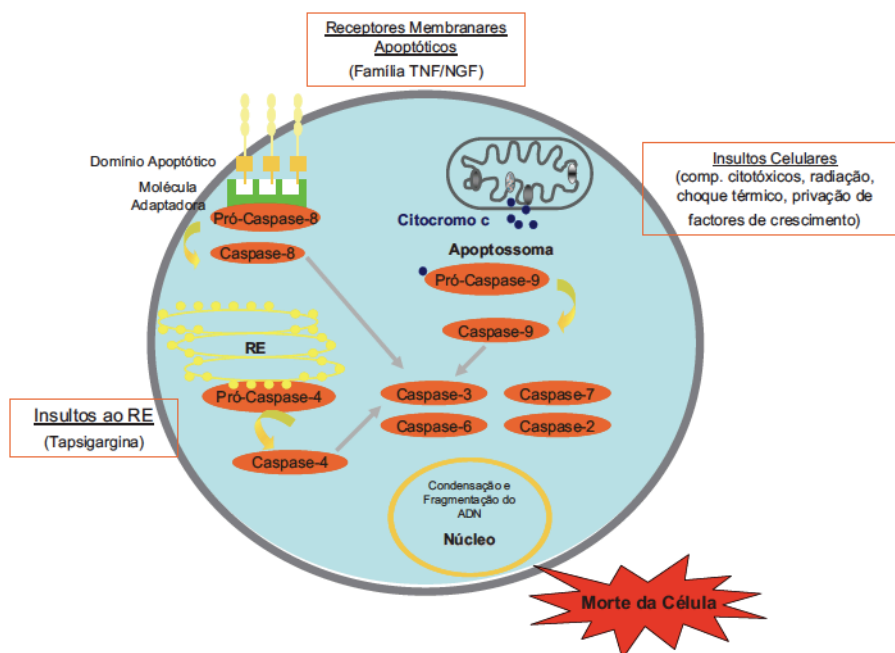 Receptores Membranares
Apoptóticos
(Família TNF/NGF)
Domínio Apoptótico
Molécula
Adaptadora
Pró-Caspase-8
Caspase-8
Citocromo c
Apoptossoma
Pró-Caspase-9
Caspase-9
Insultos Celulares
(comp. citotóxicos, radiação,
choque térmico, privação de
factores de crescimento)
RE
Pró-Caspase-4
Caspase-4
Insultos ao RE
(Tapsigargina)
Caspase-3
Caspase-7
Caspase-6
Caspase-2
Condensação e
Fragmentação do
ADN
Núcleo
Morte da Célula